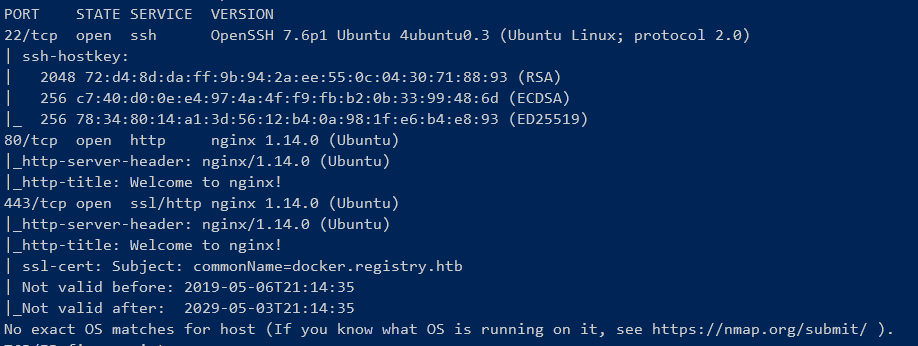 PORT    STATE SERVICE  VERSION
22/tcp  open  ssh      OpenSSH 7.6p1 Ubuntu 4ubuntu0.3 (Ubuntu Linux; protocol 2.0)
| ssh-hostkey:
|   2048 72:d4:8d:da:ff:9b:94:2a:ee:55:0c:04:30:71:88:93 (RSA)
|   256 c7:40:d0:0e:e4:97:4a:4f:f9:fb:b2:0b:33:99:48:6d (ECDSA)
|_  256 78:34:80:14:a1:3d:56:12:b4:0a:98:1f:e6:b4:e8:93 (ED25519)
80/tcp  open  http     nginx 1.14.0 (Ubuntu)
|_http-server-header: nginx/1.14.0 (Ubuntu)
|_http-title: Welcome to nginx!
443/tcp open  ssl/http nginx 1.14.0 (Ubuntu)
|_http-server-header: nginx/1.14.0 (Ubuntu)
|_http-title: Welcome to nginx!
| ssl-cert: Subject: commonName=docker.registry.htb
| Not valid before: 2019-05-06T21:14:35
|_Not valid after:  2029-05-03T21:14:35
No exact OS matches for host (If you know what OS is running on it, see https://nmap.org/submit/ ).